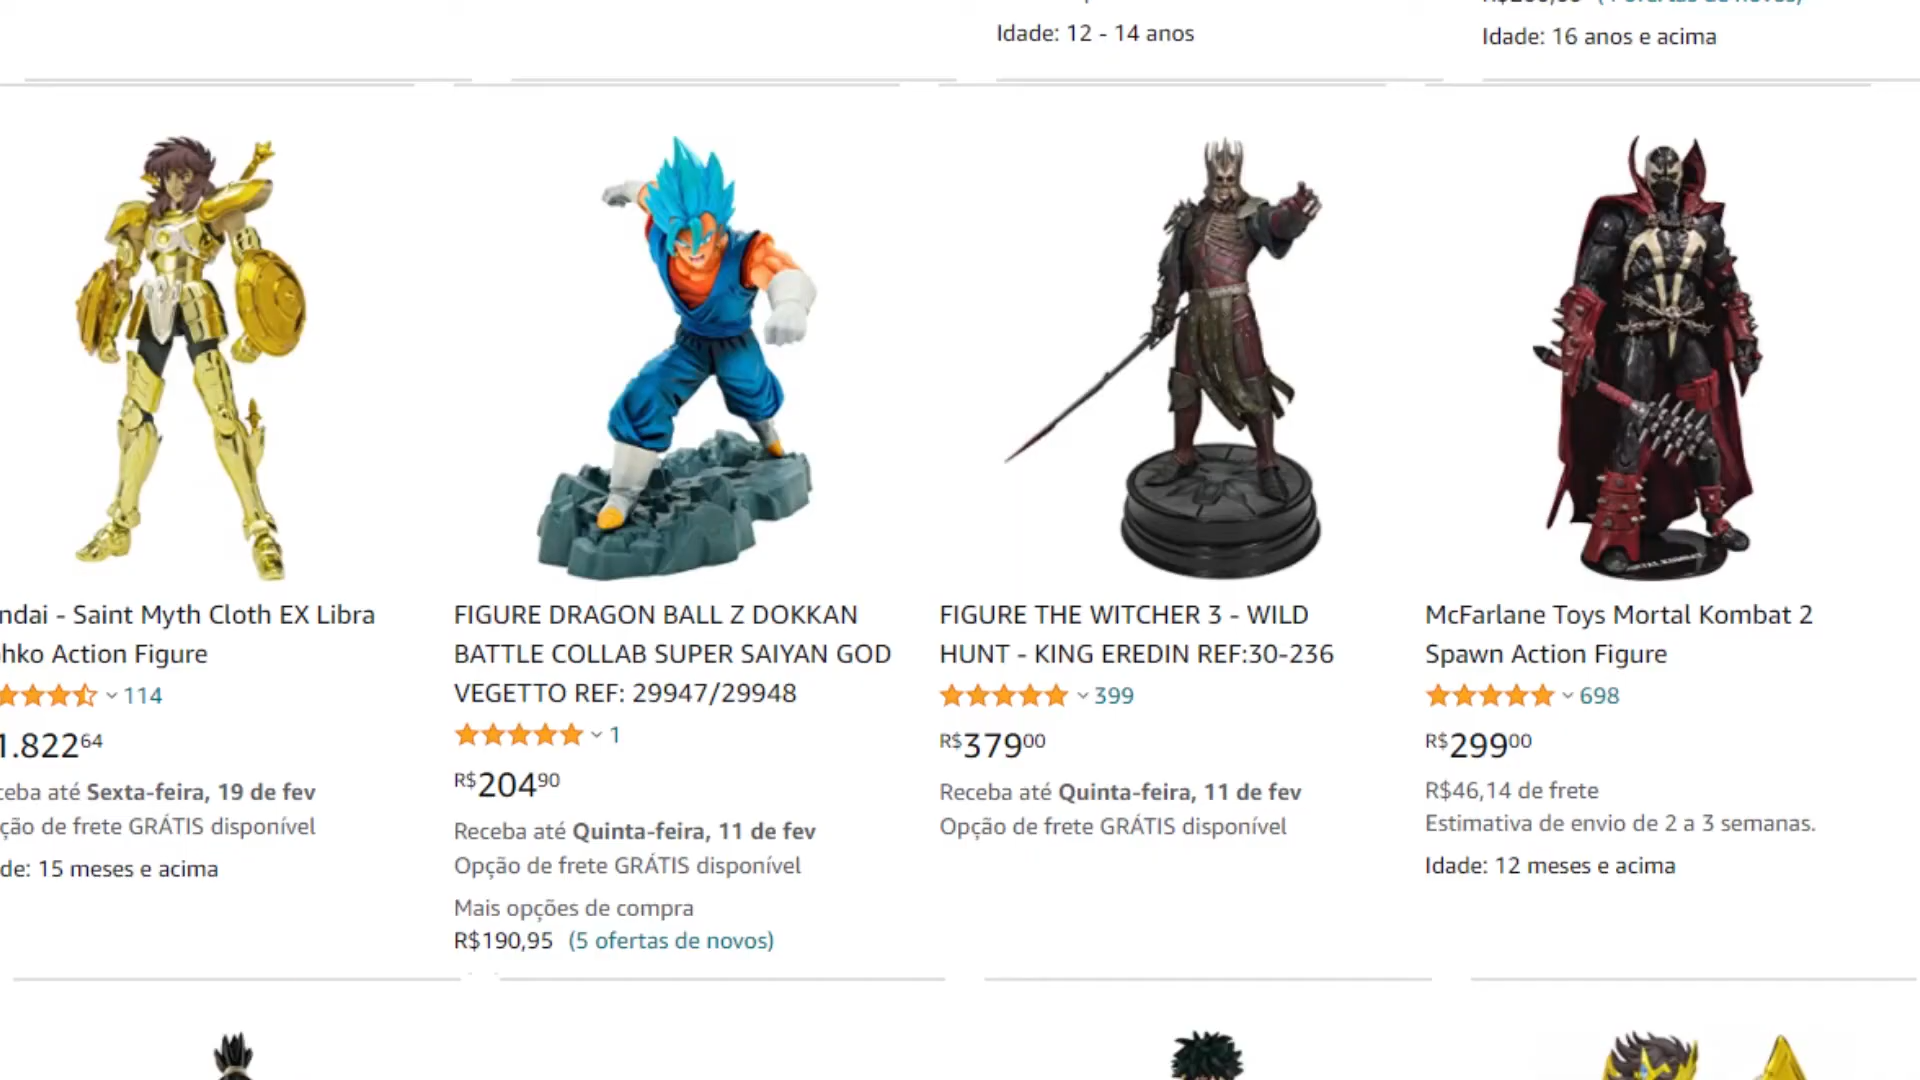 Idade: 12 - 14 anos
Idade: 16 anos e acima
ndai - Saint Myth Cloth EX Libra
hko Action Figure
114
1.822 64
ceba até Sexta-feira, 19 de fev
ção de frete GRÁTIS disponível
de: 15 meses e acima
FIGURE DRAGON BALL Z DOKKAN
BATTLE COLLAB SUPER SAIYAN GOD
VEGETTO REF: 29947/29948
1
R$204 90
Receba até Quinta-feira, 11 de fev
Opção de frete GRÁTIS disponível
Mais opções de compra
R$190,95 (5 ofertas de novos)
FIGURE THE WITCHER 3 - WILD
HUNT - KING EREDIN REF:30-236
399
R$379 00
Receba até Quinta-feira, 11 de fev
Opção de frete GRÁTIS disponível
McFarlane Toys Mortal Kombat 2
Spawn Action Figure
698
R$299 00
R$46,14 de frete
Estimativa de envio de 2 a 3 semanas.
Idade: 12 meses e acima